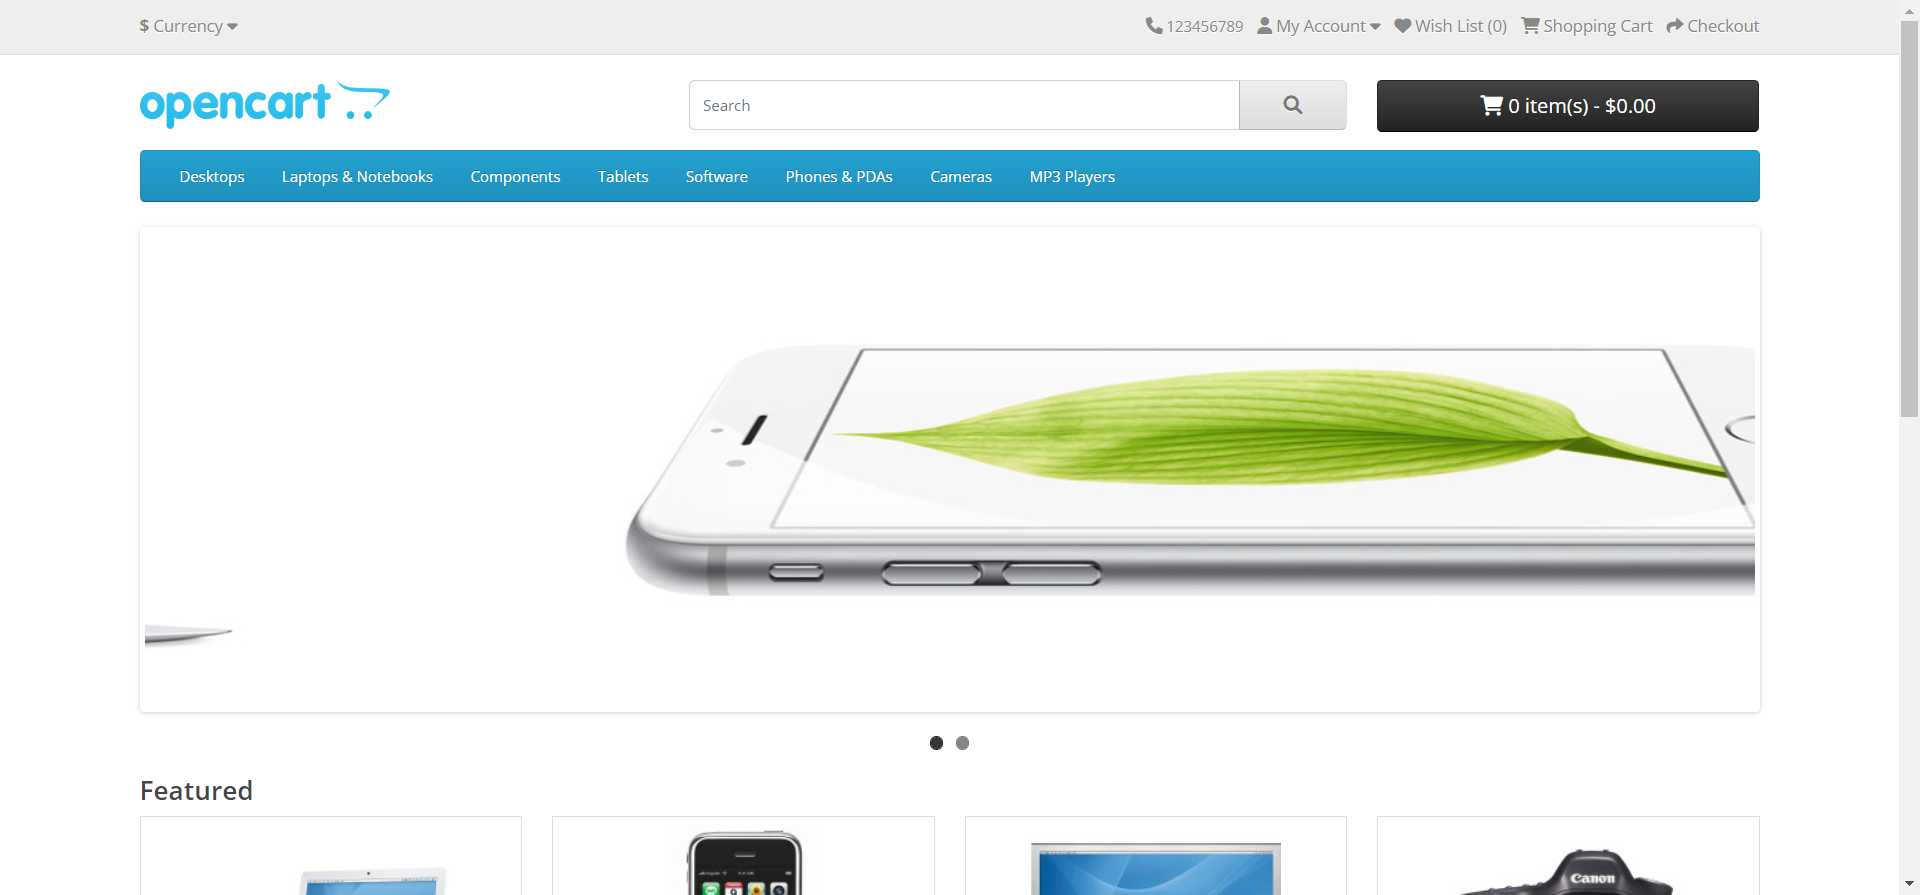 $ Currency
123456789 My Account Wish List (0) Shopping Cart Checkout
opencart
Search
0 item(s) - $0.00
Desktops Laptops & Notebooks Components Tablets Software Phones & PDAs Cameras MP3 Players
Featured
Canon